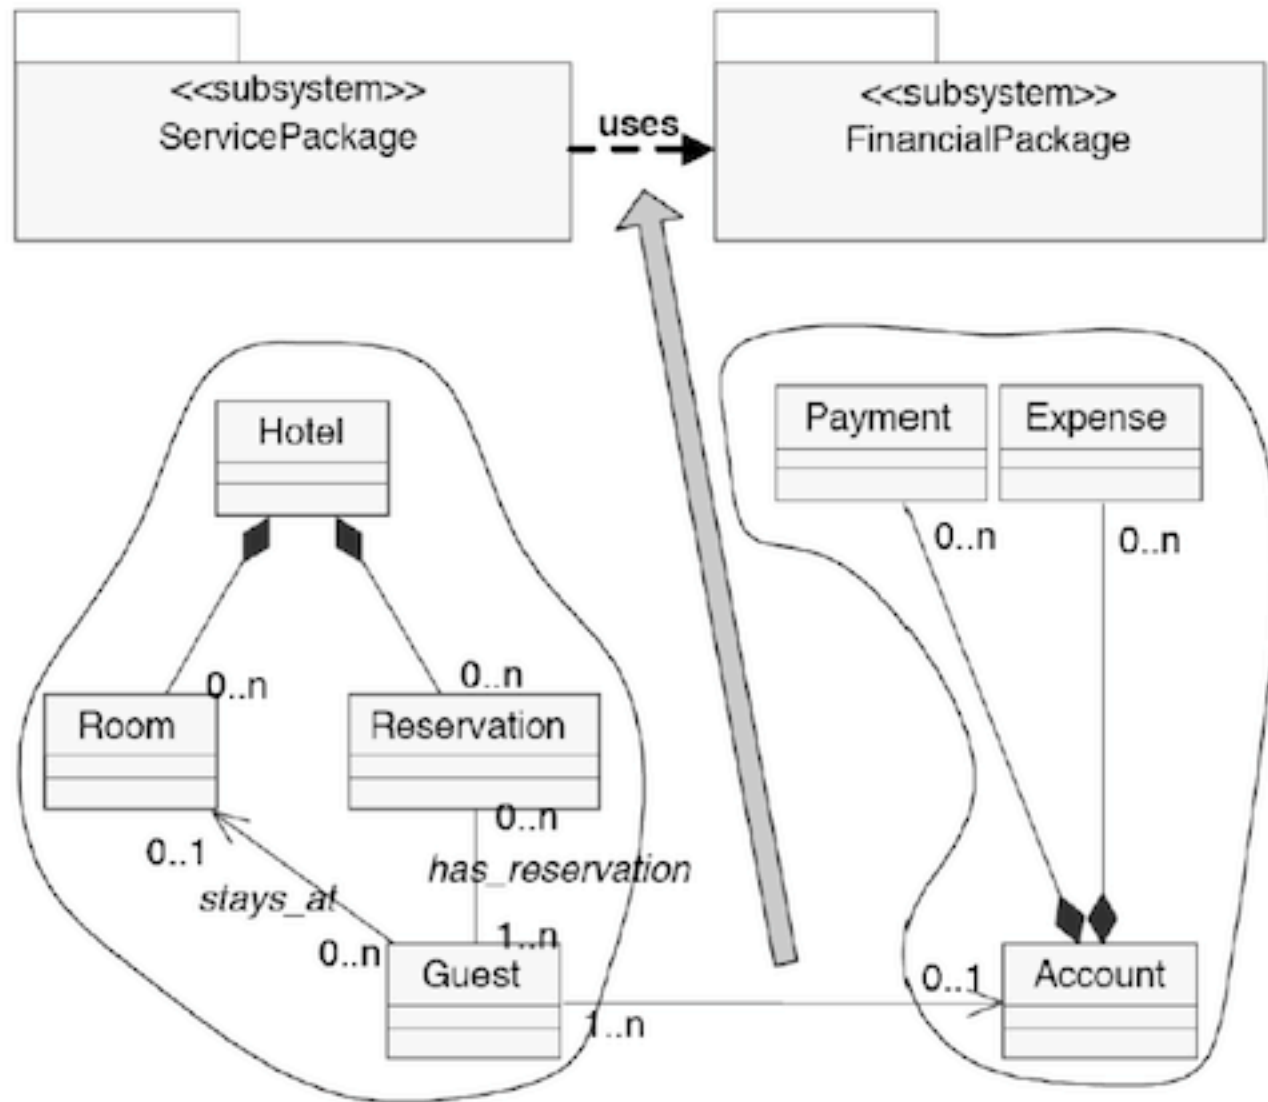 <<subsystem>>
ServicePackage
uses
<<subsystem>>
FinancialPackage
Hotel
Payment
Expense
0..n
0..n
0..n
0..n
Room
Reservation
0..n
0..1
has_reservation
stays_at
0..n
1..n
Guest
1..n
0..1
Account